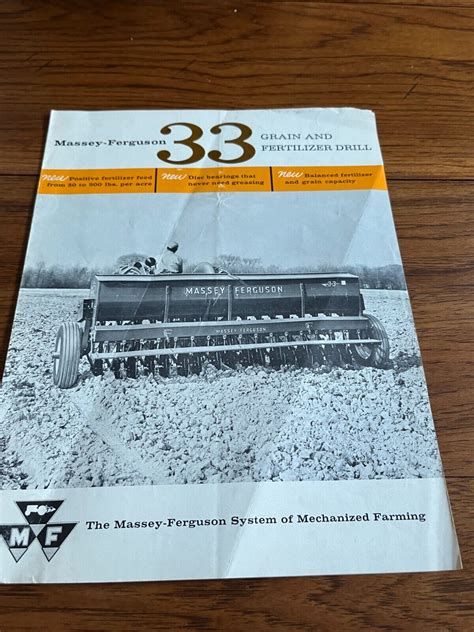 Massey-Ferguson 33 GRAIN AND
FERTILIZER DRILL
new Positive fertilizer feed
from 30 to 800 lbs. per acre
new Disc bearings that
never need greasing
new Balanced fertilizer
and grain capacity
MASSEY FERGUSON 33
MASSEY-FERGUSON
MF
The Massey-Ferguson System of Mechanized Farming